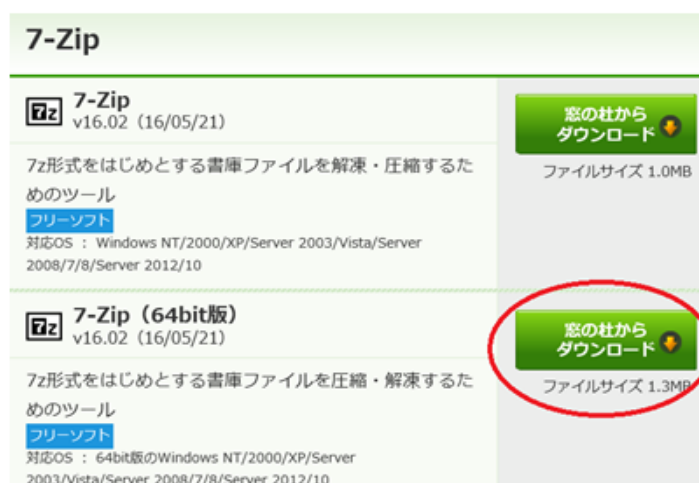 7-Zip
7z
7-Zip
v16.02（16/05/21）
窓の杜から
ダウンロード
ファイルサイズ 1.0MB
7z形式をはじめとする書庫ファイルを解凍・圧縮するた
めのツール
フリーソフト
対応OS ： Windows NT/2000/XP/Server 2003/Vista/Server
2008/7/8/Server 2012/10
7z
7-Zip（64bit版）
v16.02（16/05/21）
窓の杜から
ダウンロード
ファイルサイズ 1.3MB
7z形式をはじめとする書庫ファイルを圧縮・解凍するた
めのツール
フリーソフト
対応OS ： 64bit版のWindows NT/2000/XP/Server
2003/Vista/Server 2008/7/8/Server 2012/10